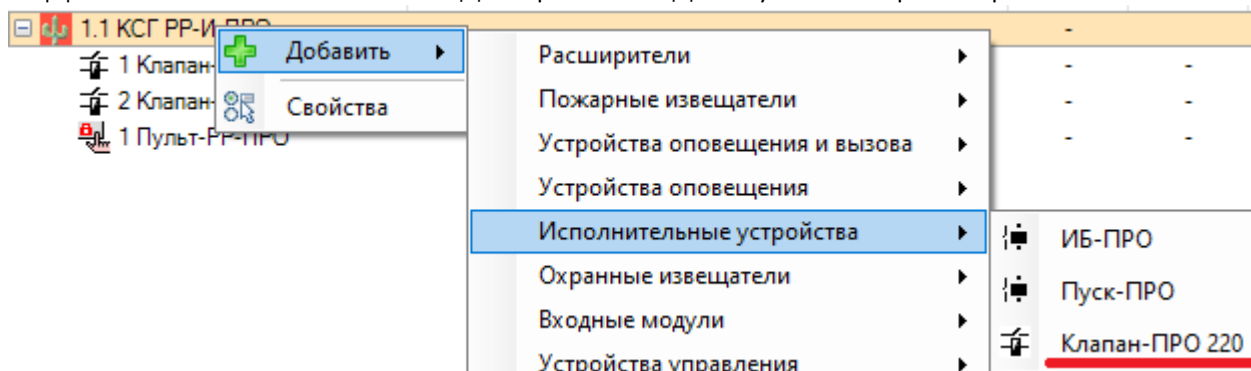 1.1 КСГ РР-И-ПРО
Добавить
Свойства
1 Клапан-
2 Клапан-
1 Пульт-РР-ПРО
Расширители
Пожарные извещатели
Устройства оповещения и вызова
Устройства оповещения
Исполнительные устройства
Охранные извещатели
Входные модули
Устройства управления
ИБ-ПРО
Пуск-ПРО
Клапан-ПРО 220